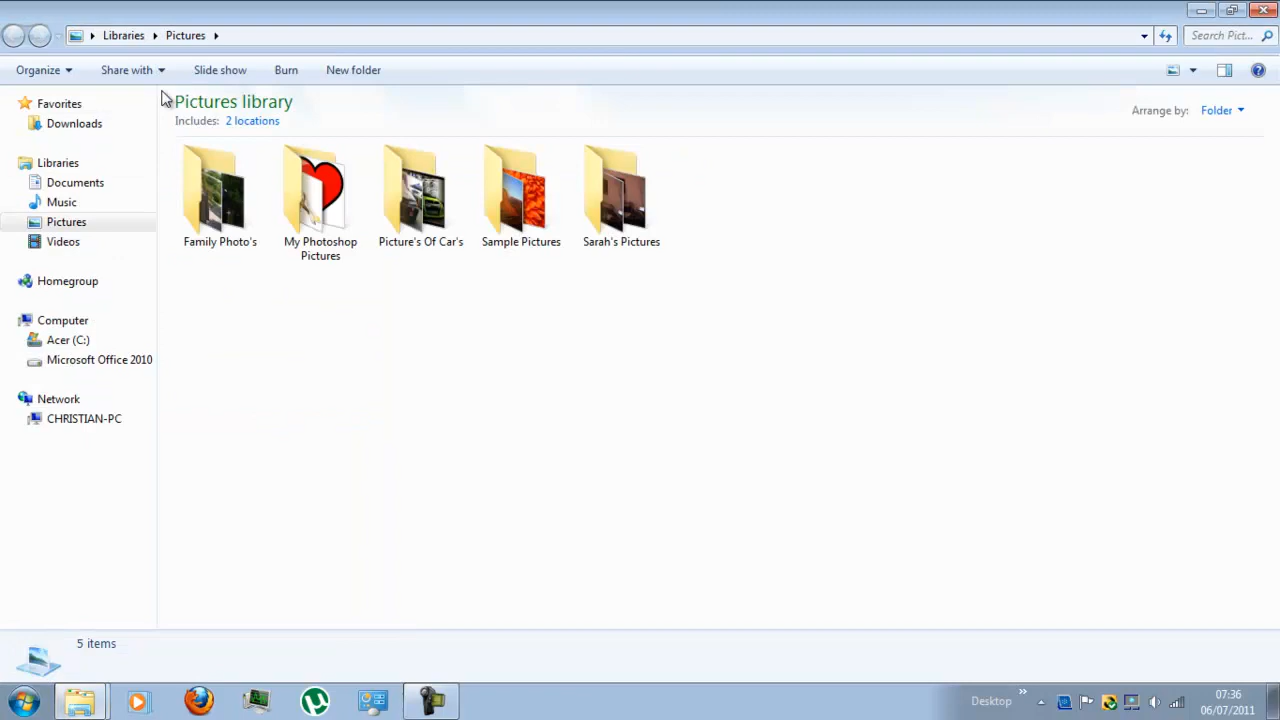 Libraries Pictures Search Pict...
Organize Share with Slide show Burn New folder
Favorites
Downloads
Libraries
Documents
Music
Pictures
Videos
Homegroup
Computer
Acer (C:)
Microsoft Office 2010
Network
CHRISTIAN-PC
Pictures library
Includes: 2 locations
Arrange by: Folder
Family Photo's
My Photoshop
Pictures
Picture's Of Car's
Sample Pictures
Sarah's Pictures
5 items
Desktop
07:36
06/07/2011